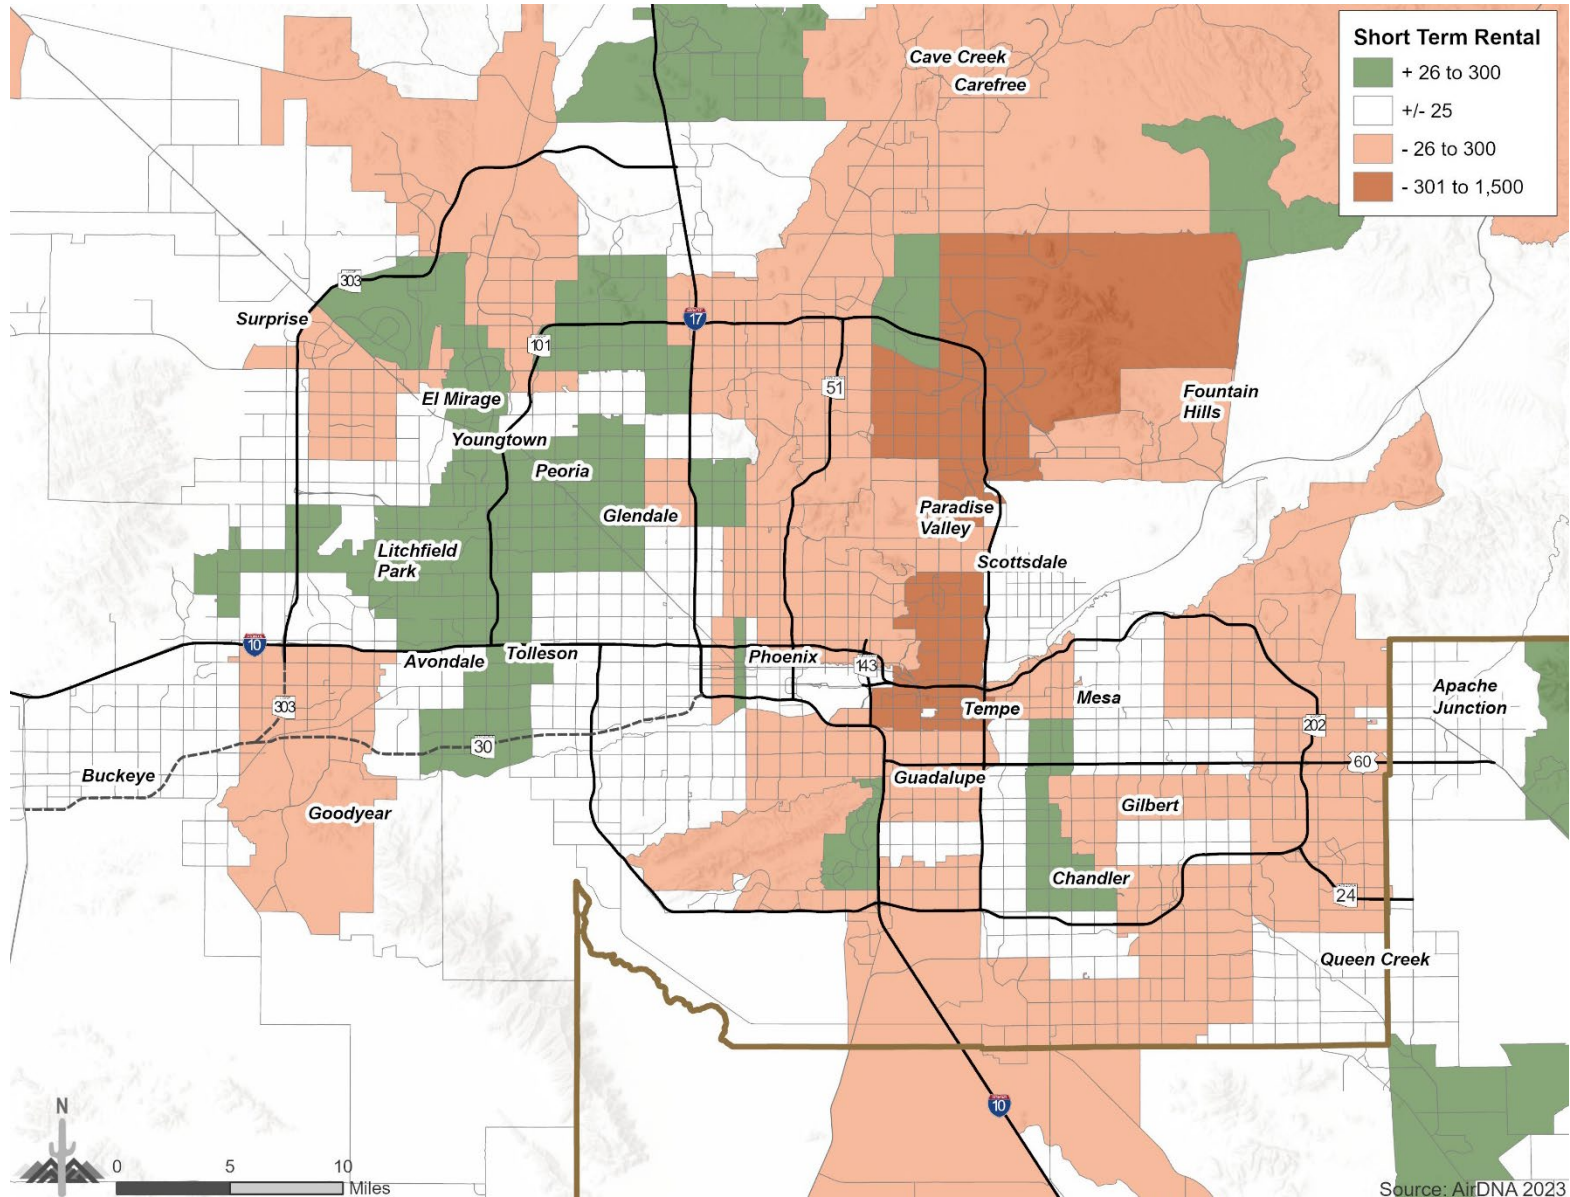 Cave Creek
Carefree
Short Term Rental
+ 26 to 300
+/- 25
- 26 to 300
- 301 to 1,500
303
Surprise
17
101
51
El Mirage
Fountain
Hills
Youngtown
Peoria
Glendale
Paradise
Valley
Litchfield
Park
Scottsdale
10
Avondale
Tolleson
Phoenix
143
303
Tempe
Mesa
Apache
Junction
202
30
60
Buckeye
Guadalupe
Goodyear
Gilbert
Chandler
24
Queen Creek
10
N
0 5 10
Miles
Source: AirDNA 2023